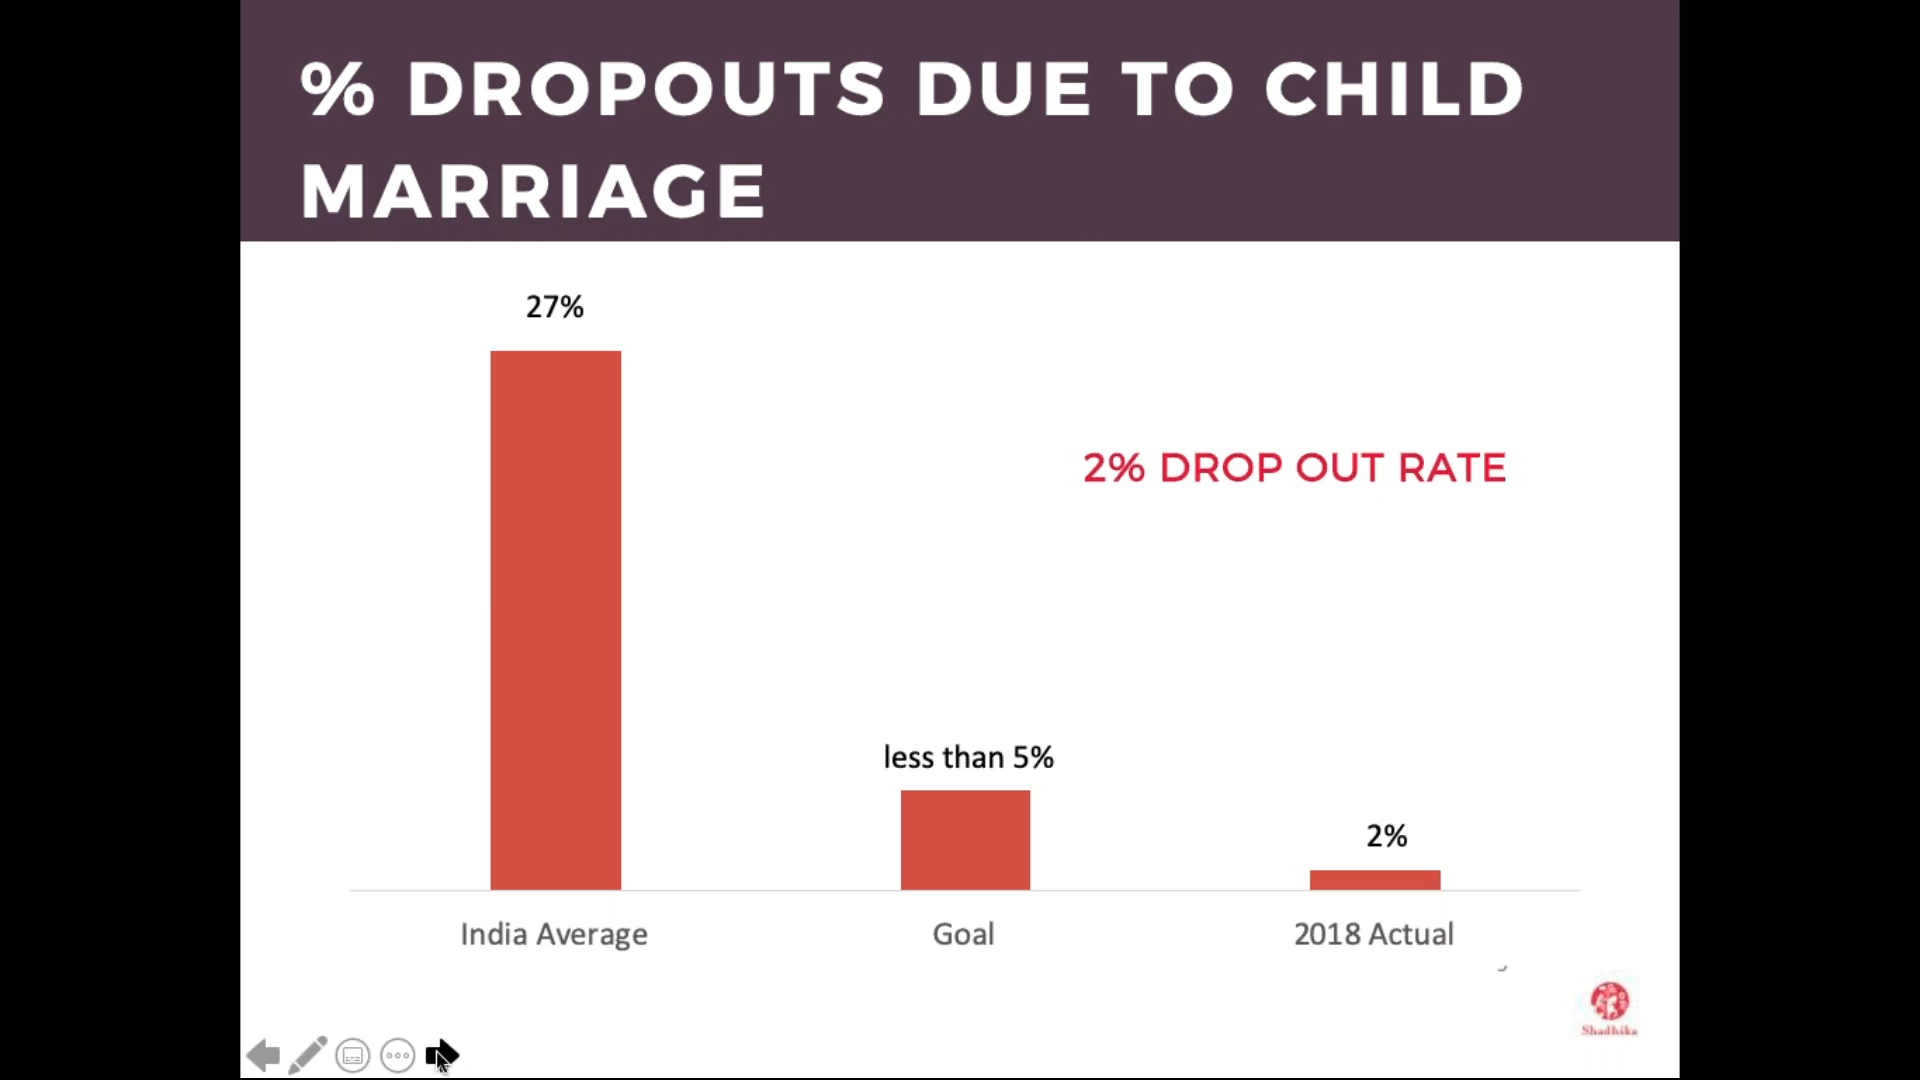 % DROPOUTS DUE TO CHILD
MARRIAGE
27%
2% DROP OUT RATE
less than 5%
2%
India Average
Goal
2018 Actual
Shadhika